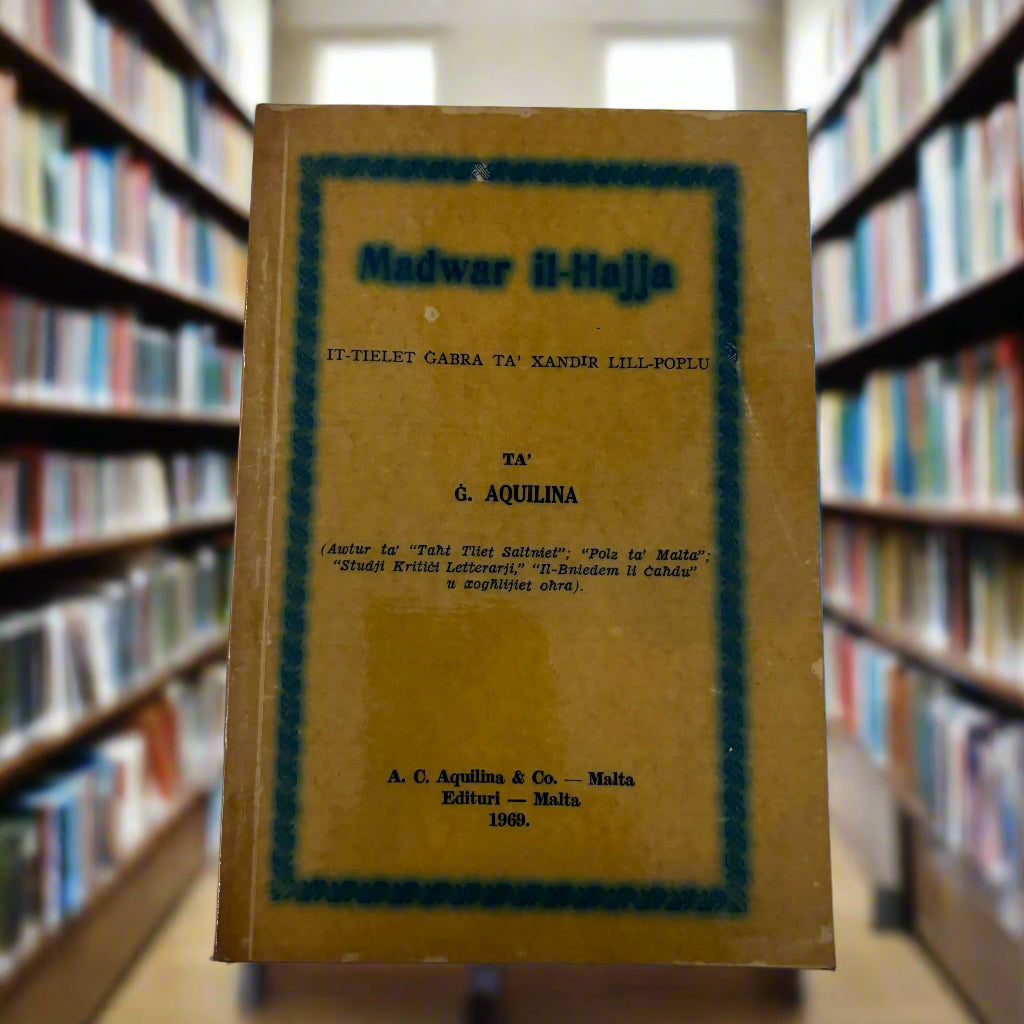 Madwar il-Hajja
IT-TIELET ĠABRA TA' XANDIR LILL-POPLU
TA'
Ġ. AQUILINA
(Awtur ta' "Taħt Tliet Saltniet"; "Polz ta' Malta";
"Studji Kritiċi Letterarji," "Il-Bniedem li Ċaħdu"
u xogħlijiet oħra).
A. C. Aquilina & Co. — Malta
Edituri — Malta
1969.